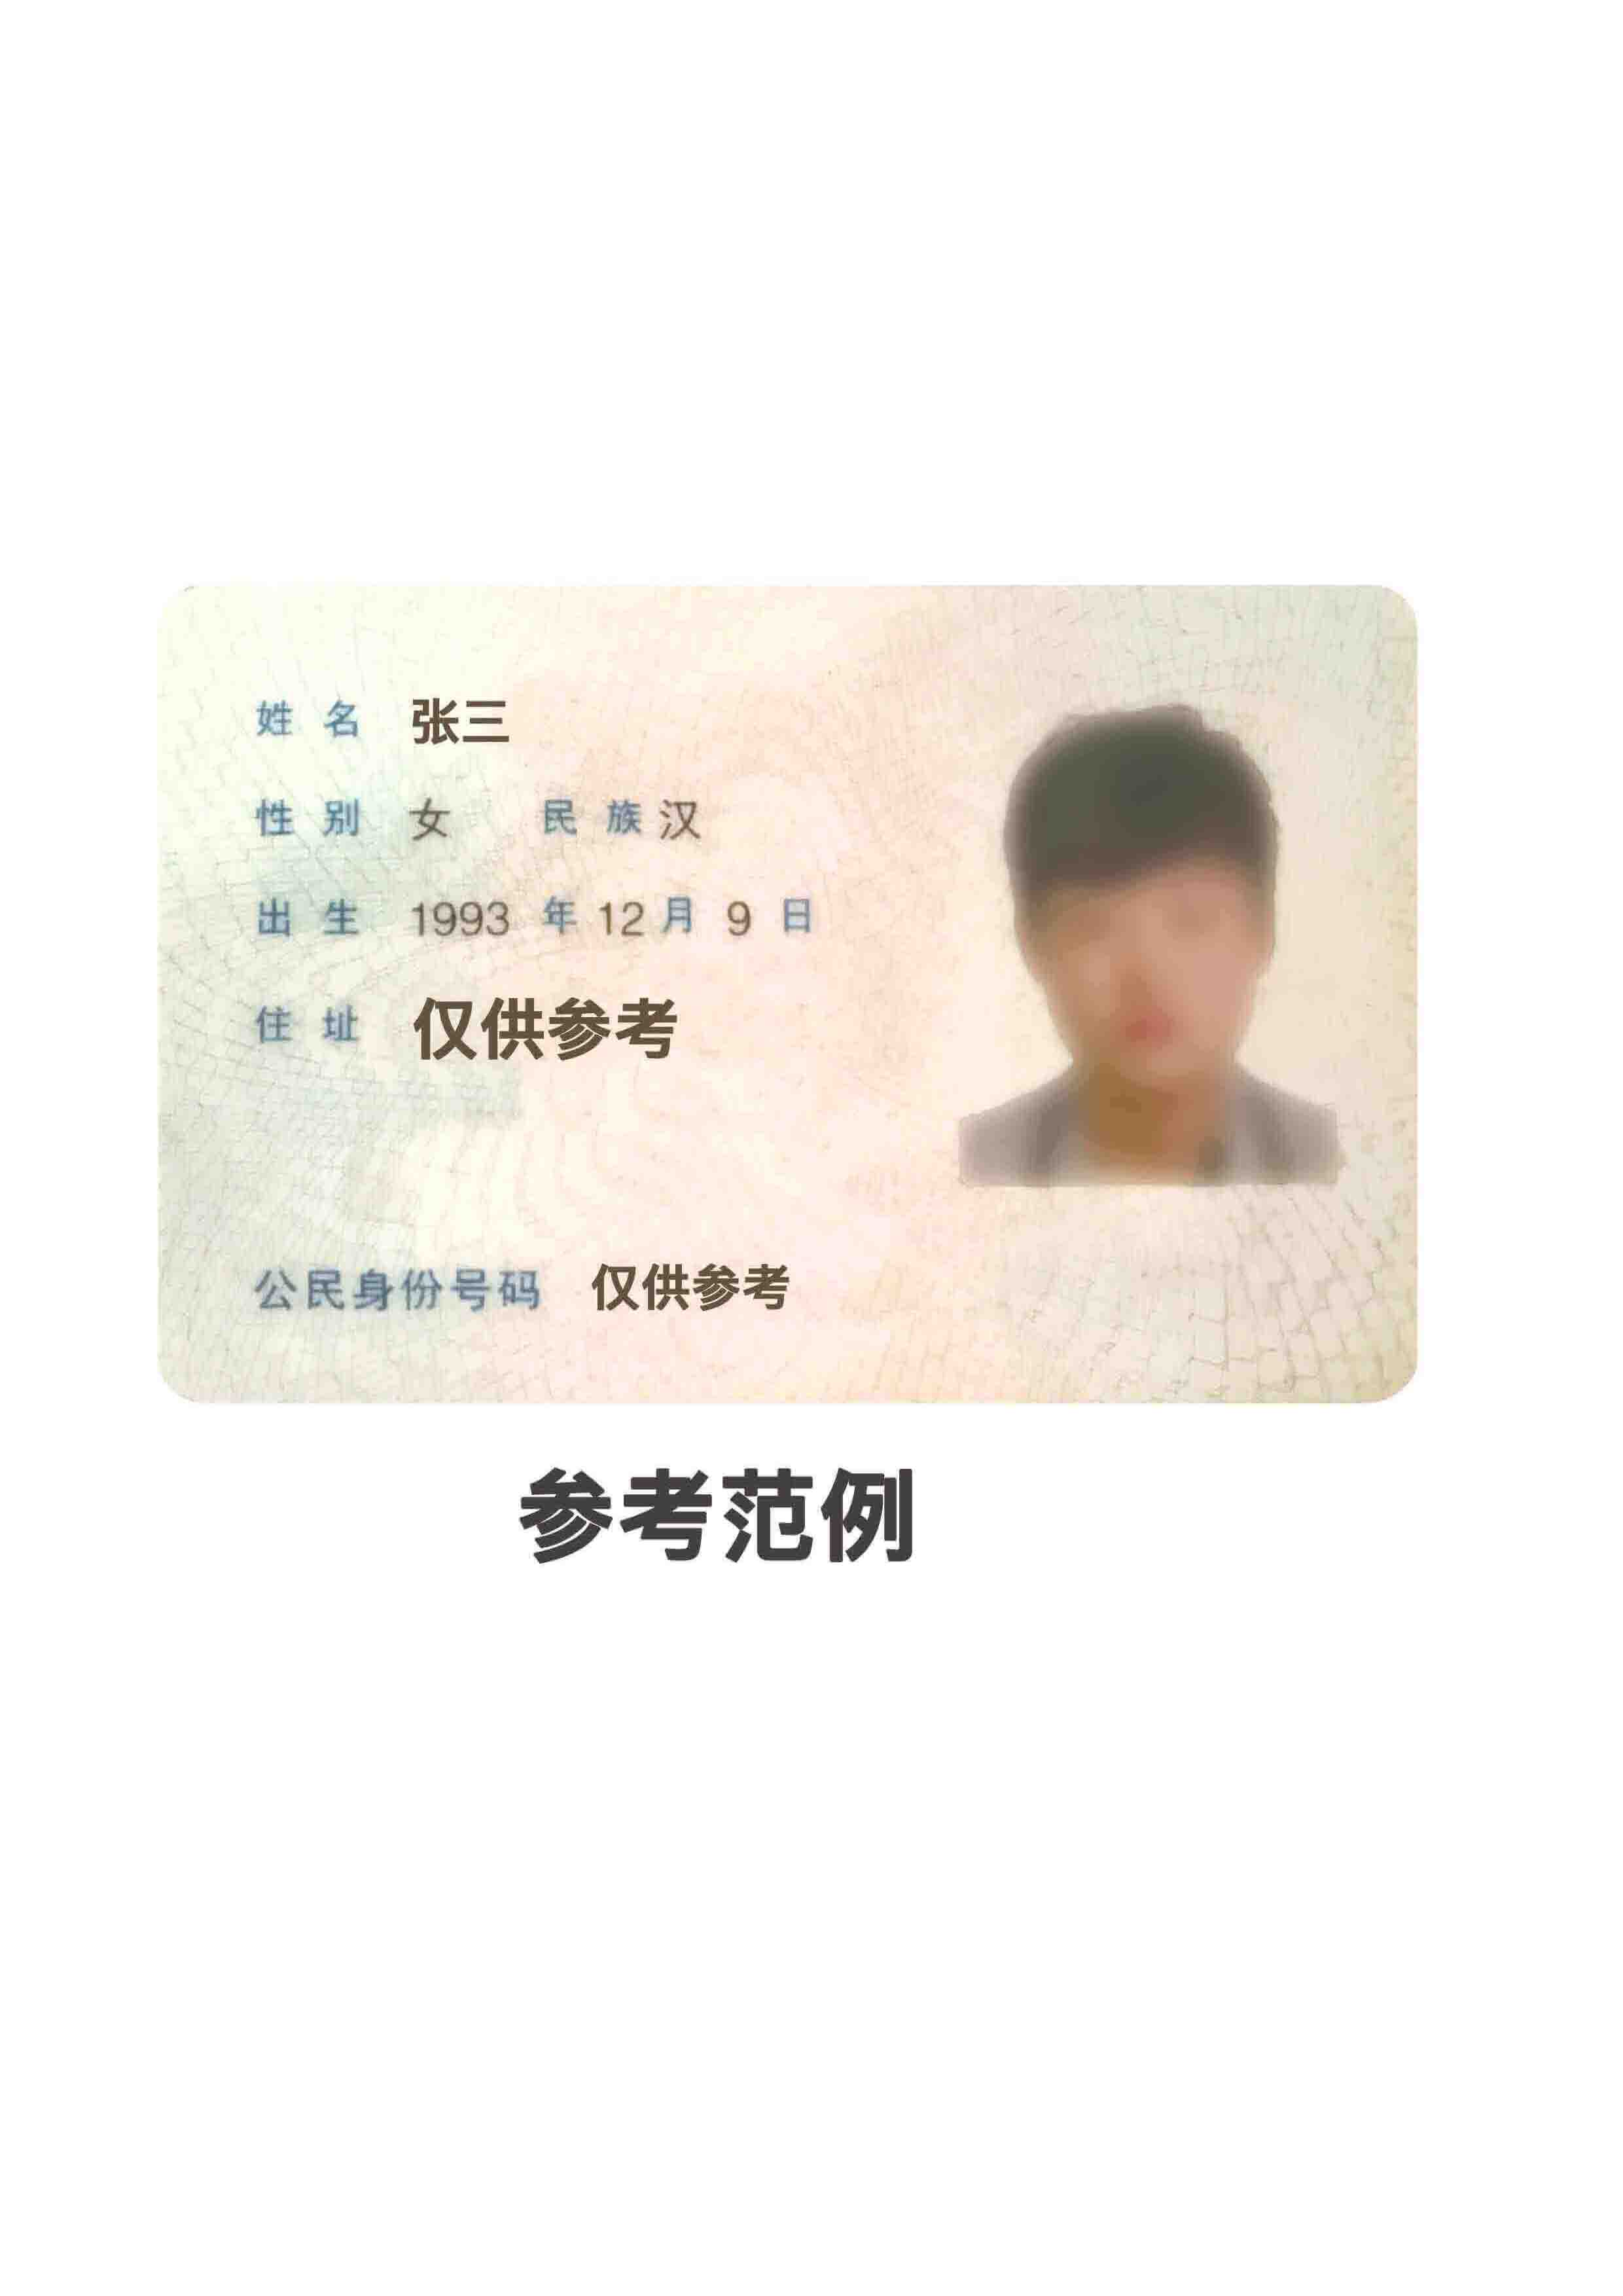 姓名 张三
性别 女 民族 汉
出生 1993 年 12 月 9 日
住址 仅供参考
公民身份号码 仅供参考
参考范例